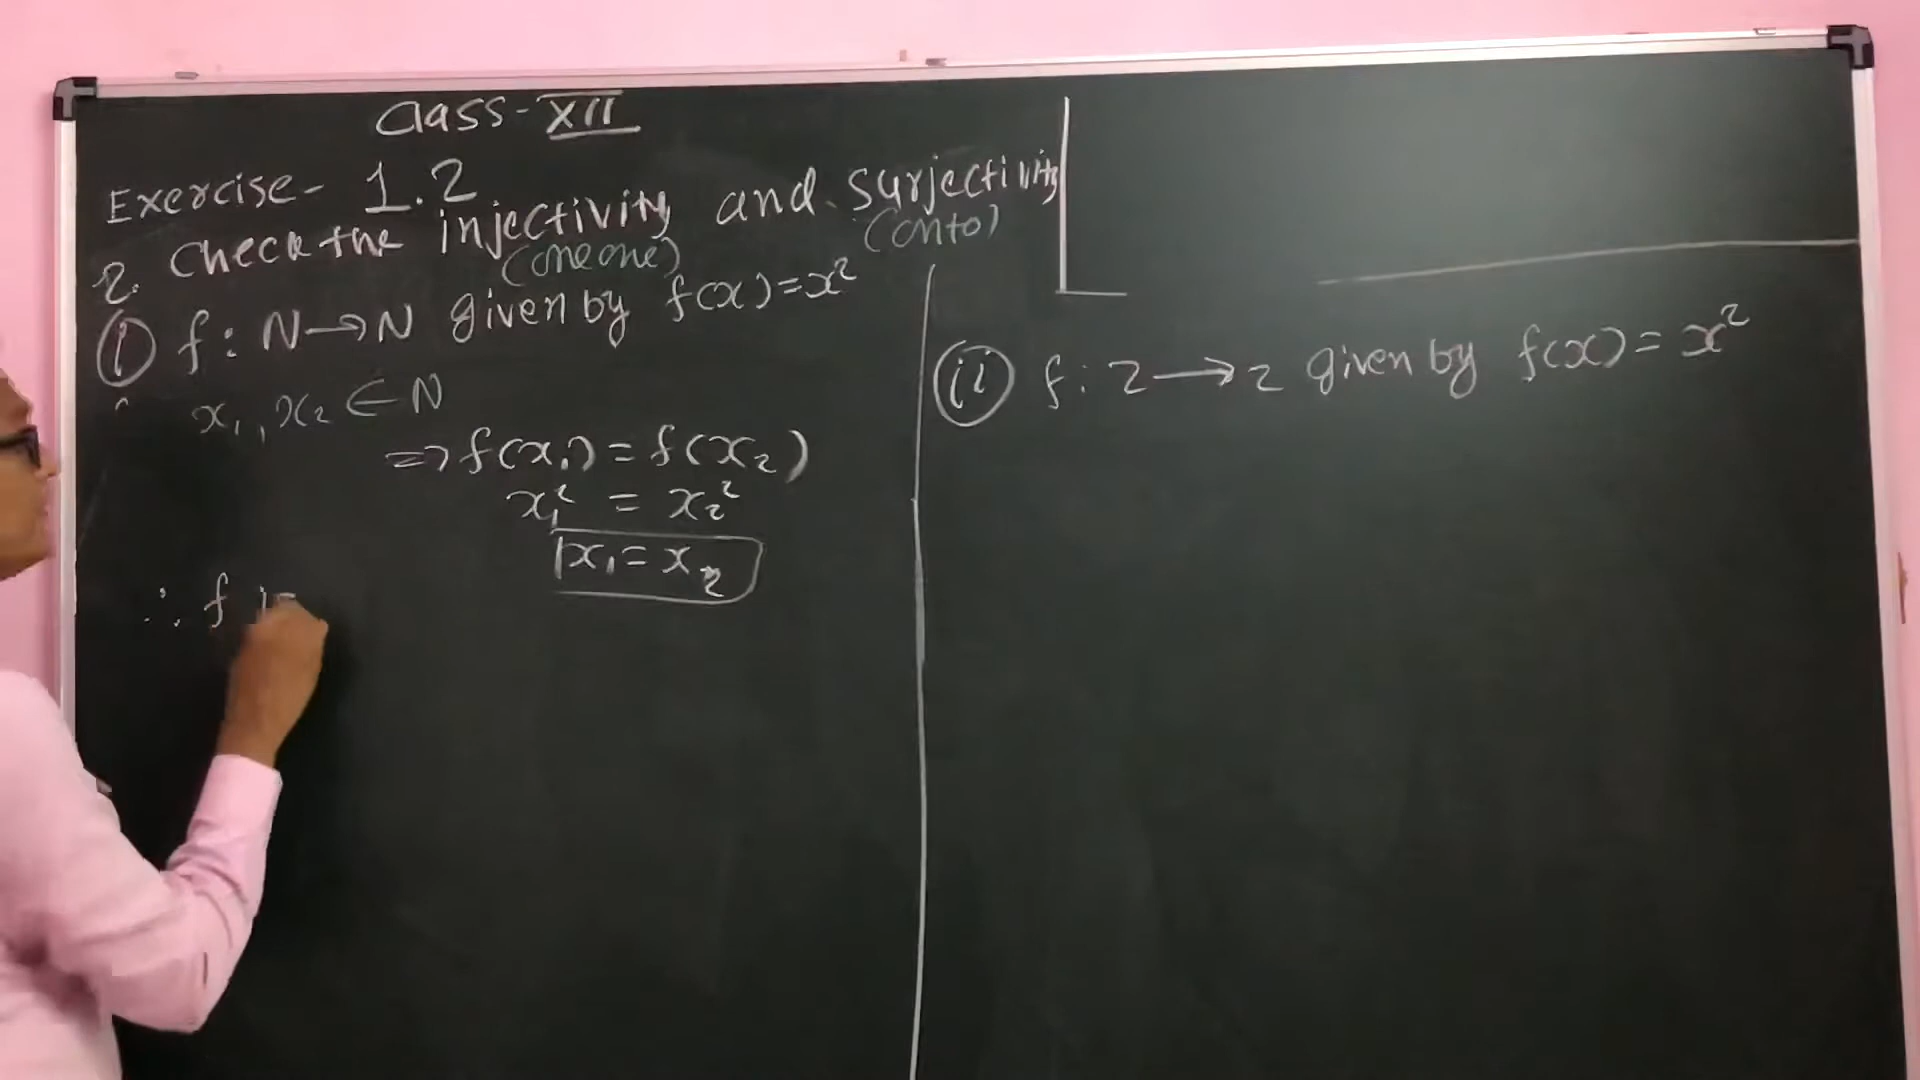 Class-XII
Exercise- 1.2
2. Check the injectivity and surjectivity
(one one) (onto)
(i) f: N→N given by f(x)=x²
x₁, x₂ ∈ N
⇒ f(x₁) = f(x₂)
x₁² = x₂²
x₁ = x₂
∴ f is
(ii) f: Z→Z given by f(x) = x²